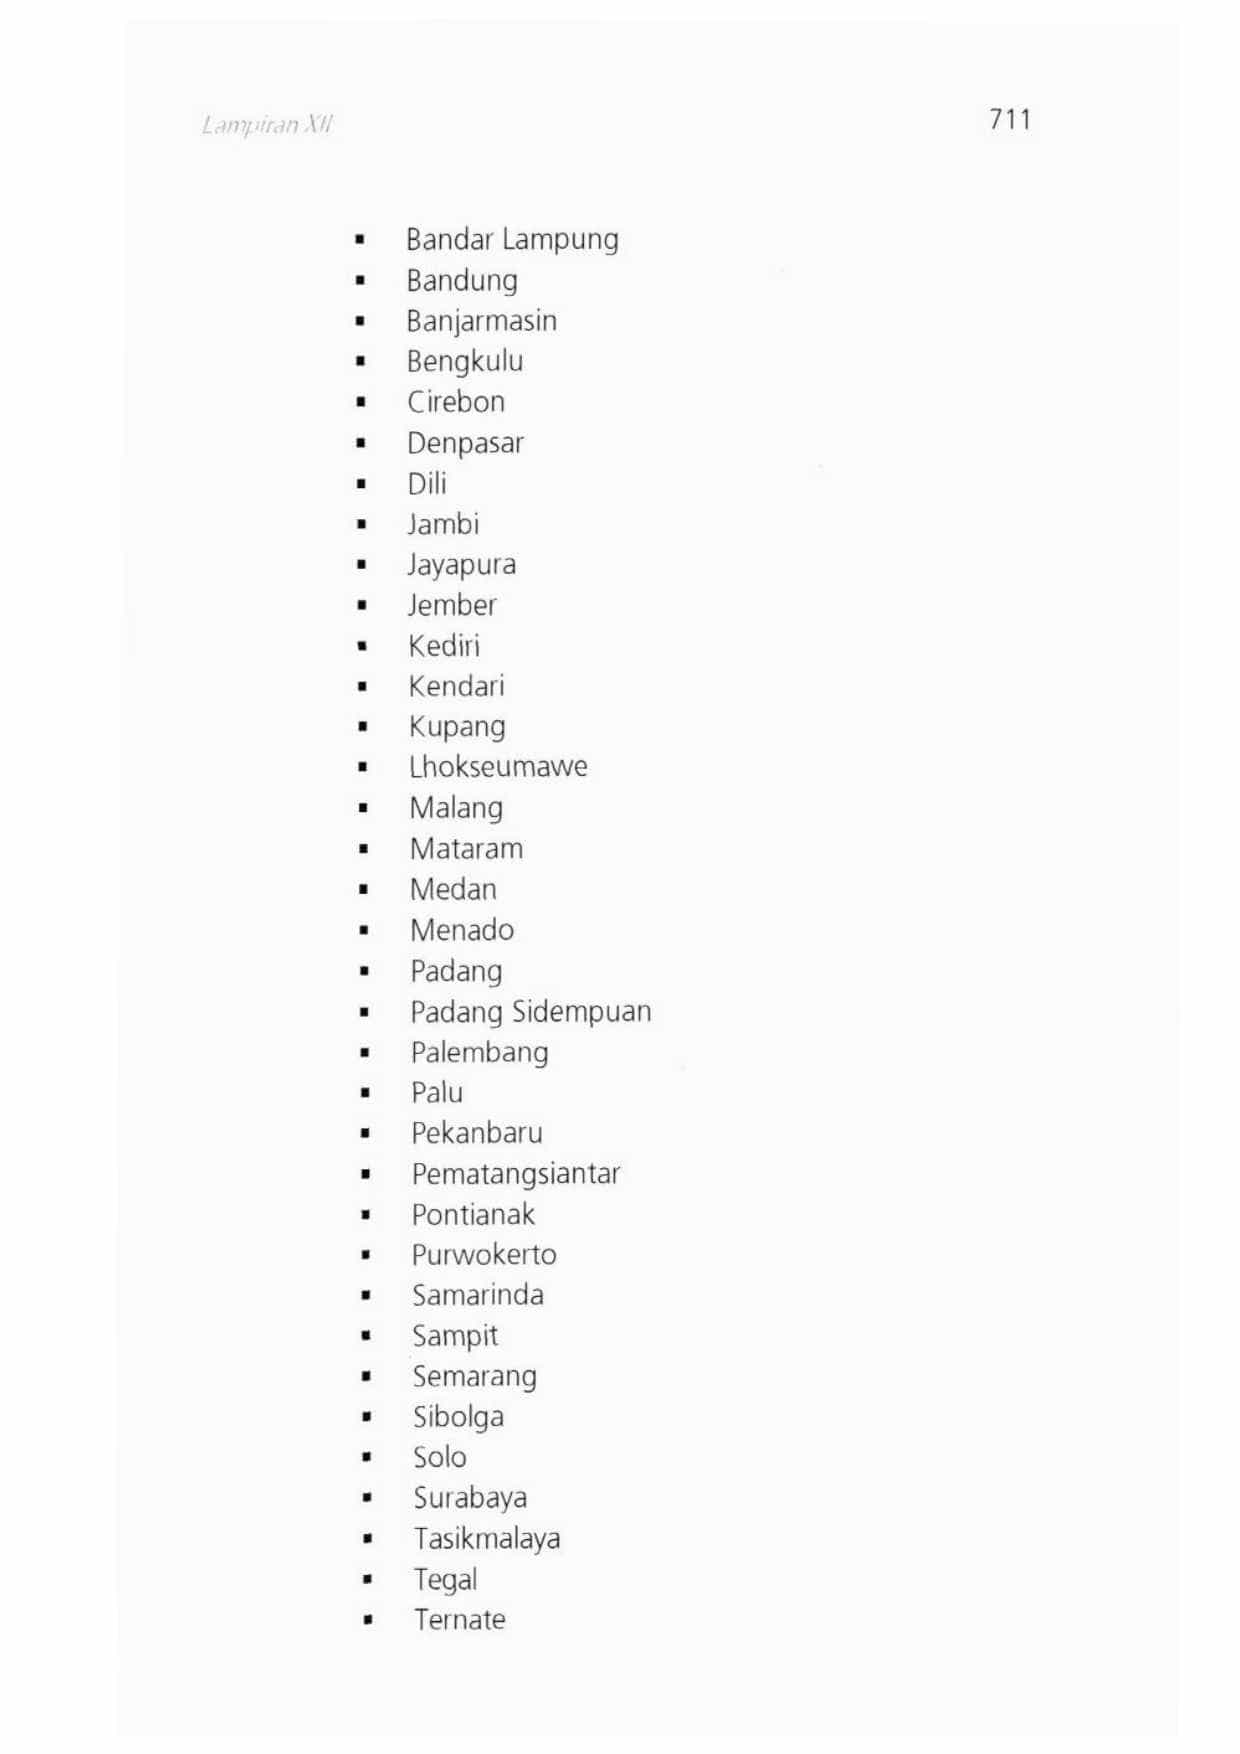 Lampiran XII 711
▪ Bandar Lampung
▪ Bandung
▪ Banjarmasin
▪ Bengkulu
▪ Cirebon
▪ Denpasar
▪ Dili
▪ Jambi
▪ Jayapura
▪ Jember
▪ Kediri
▪ Kendari
▪ Kupang
▪ Lhokseumawe
▪ Malang
▪ Mataram
▪ Medan
▪ Menado
▪ Padang
▪ Padang Sidempuan
▪ Palembang
▪ Palu
▪ Pekanbaru
▪ Pematangsiantar
▪ Pontianak
▪ Purwokerto
▪ Samarinda
▪ Sampit
▪ Semarang
▪ Sibolga
▪ Solo
▪ Surabaya
▪ Tasikmalaya
▪ Tegal
▪ Ternate